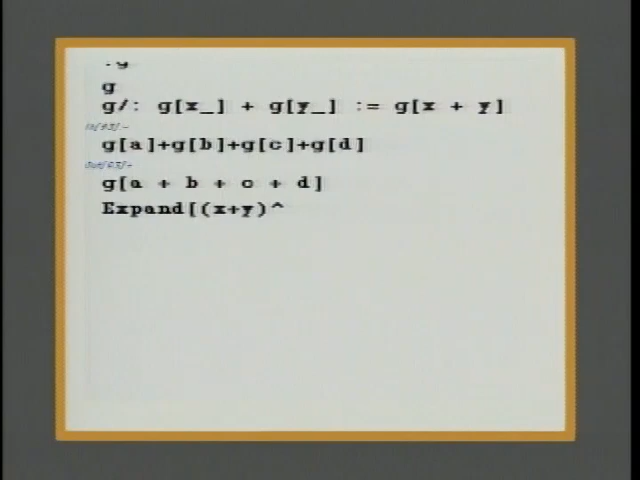 g
g/: g[x_] + g[y_] := g[x + y]
g[a]+g[b]+g[c]+g[d]
g[a + b + c + d]
Expand[(x+y)^